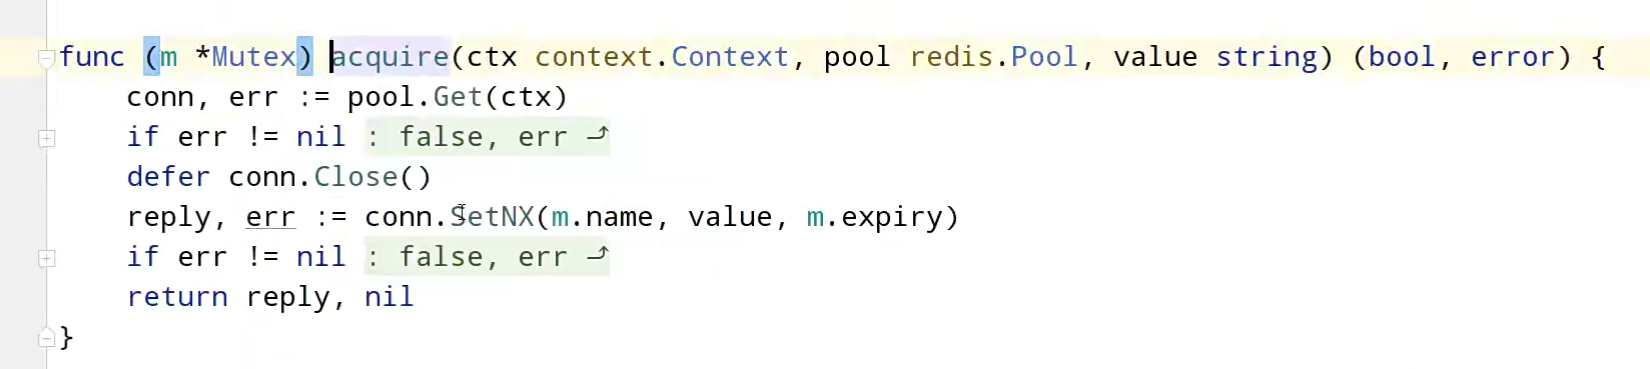 func (m *Mutex) acquire(ctx context.Context, pool redis.Pool, value string) (bool, error) {
    conn, err := pool.Get(ctx)
    if err != nil : false, err ⤴
    defer conn.Close()
    reply, err := conn.SetNX(m.name, value, m.expiry)
    if err != nil : false, err ⤴
    return reply, nil
}